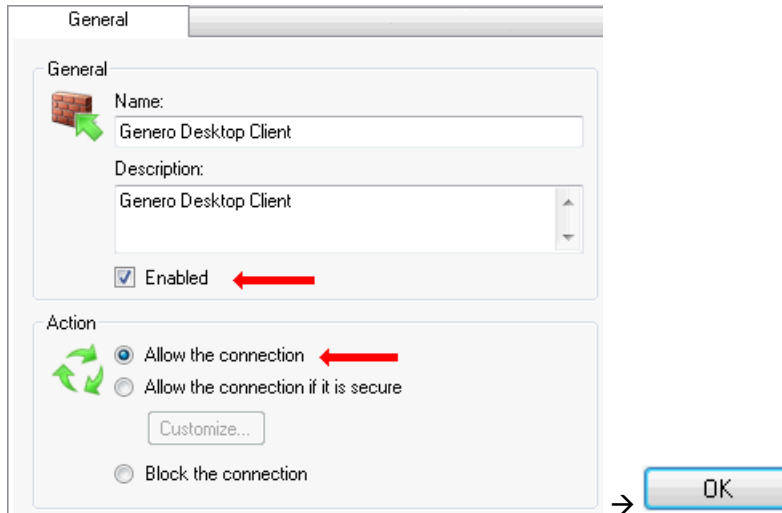 General
General
Name:
Genero Desktop Client
Description:
Genero Desktop Client
Enabled
Action
Allow the connection
Allow the connection if it is secure
Customize...
Block the connection
→ OK